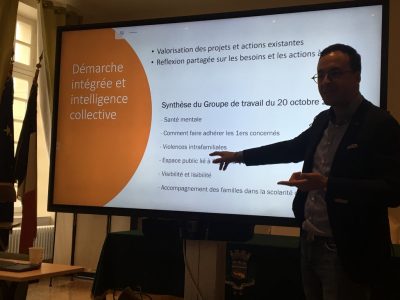 Démarche
intégrée et
intelligence
collective
• Valorisation des projets et actions existantes
• Réflexion partagée sur les besoins et les actions à
Synthèse du Groupe de travail du 20 octobre
- Santé mentale
- Comment faire adhérer les 1ers concernés
- Violences intrafamiliales
- Espace public lié à
- Visibilité et lisibilité
- Accompagnement des familles dans la scolarité